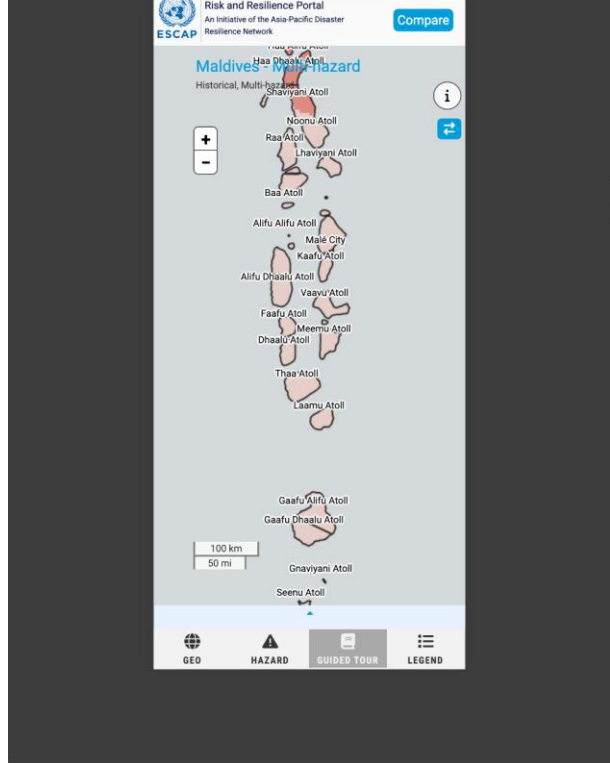 Risk and Resilience Portal
An Initiative of the Asia-Pacific Disaster
Resilience Network
ESCAP
Compare
Haa Dhaalu Atoll
Maldives - Multi-hazard
Historical, Multi-hazard
Shaviyani Atoll
i
Noonu Atoll
Raa Atoll
+
Lhaviyani Atoll
−
Baa Atoll
Alifu Alifu Atoll
Malé City
Kaafu Atoll
Alifu Dhaalu Atoll
Vaavu Atoll
Faafu Atoll
Meemu Atoll
Dhaalu Atoll
Thaa Atoll
Laamu Atoll
Gaafu Alifu Atoll
Gaafu Dhaalu Atoll
100 km
50 mi
Gnaviyani Atoll
Seenu Atoll
GEO
HAZARD
GUIDED TOUR
LEGEND